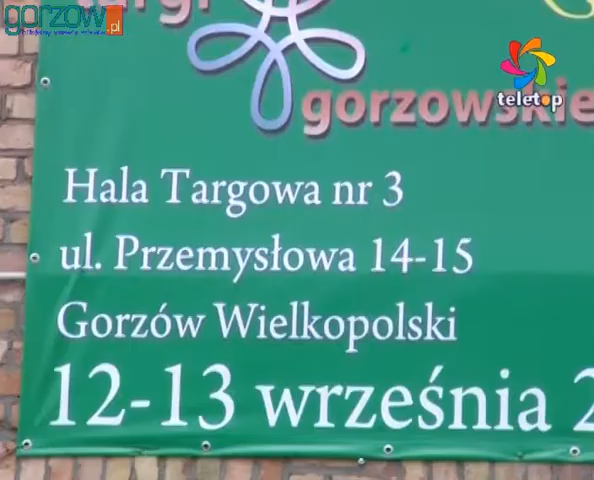 gorzow.pl
teletop
gorzowskie
Hala Targowa nr 3
ul. Przemysłowa 14-15
Gorzów Wielkopolski
12-13 września